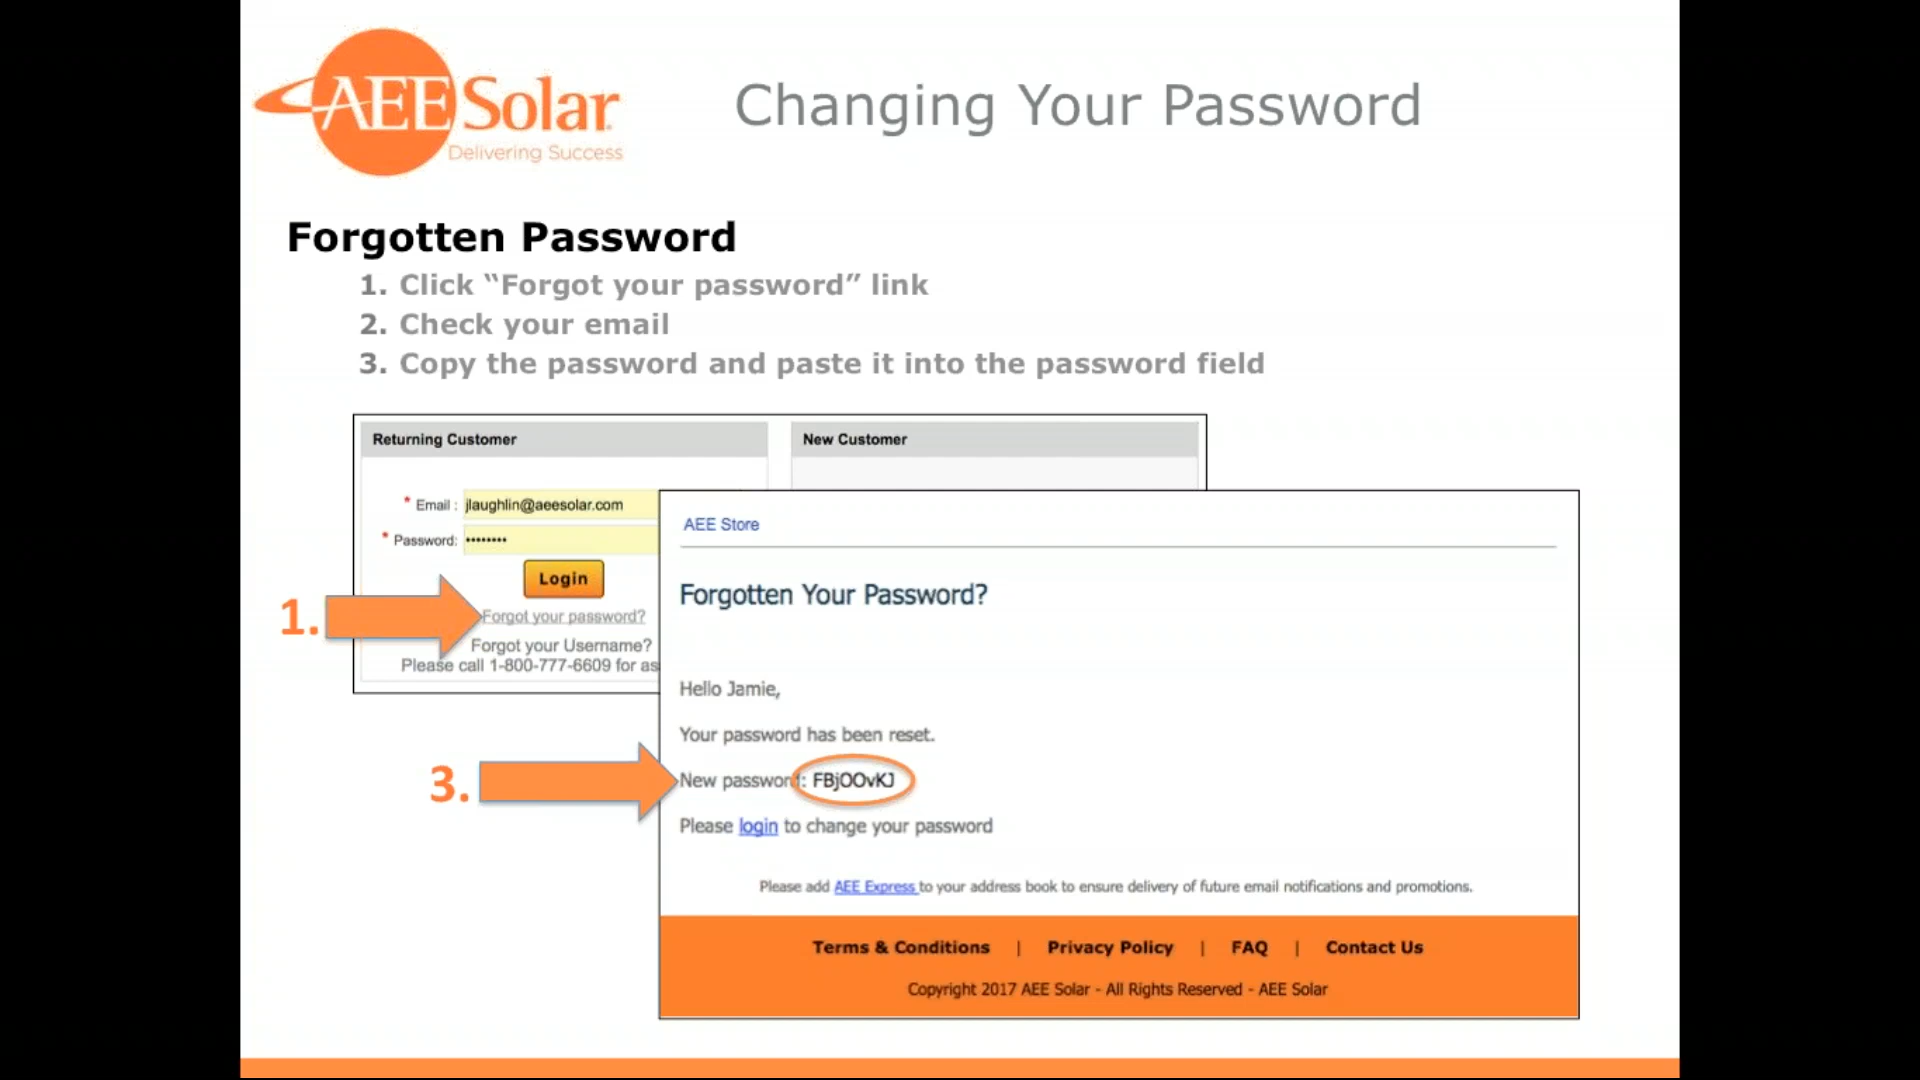 AEE Solar
Delivering Success
Changing Your Password
Forgotten Password
1. Click “Forgot your password” link
2. Check your email
3. Copy the password and paste it into the password field
Returning Customer
New Customer
* Email : jlaughlin@aeesolar.com
* Password: ••••••••
Login
1.
Forgot your password?
Forgot your Username?
Please call 1-800-777-6609 for as
AEE Store
Forgotten Your Password?
Hello Jamie,
Your password has been reset.
3.
New password: FBjOOvKJ
Please login to change your password
Please add AEE Express to your address book to ensure delivery of future email notifications and promotions.
Terms & Conditions | Privacy Policy | FAQ | Contact Us
Copyright 2017 AEE Solar - All Rights Reserved - AEE Solar